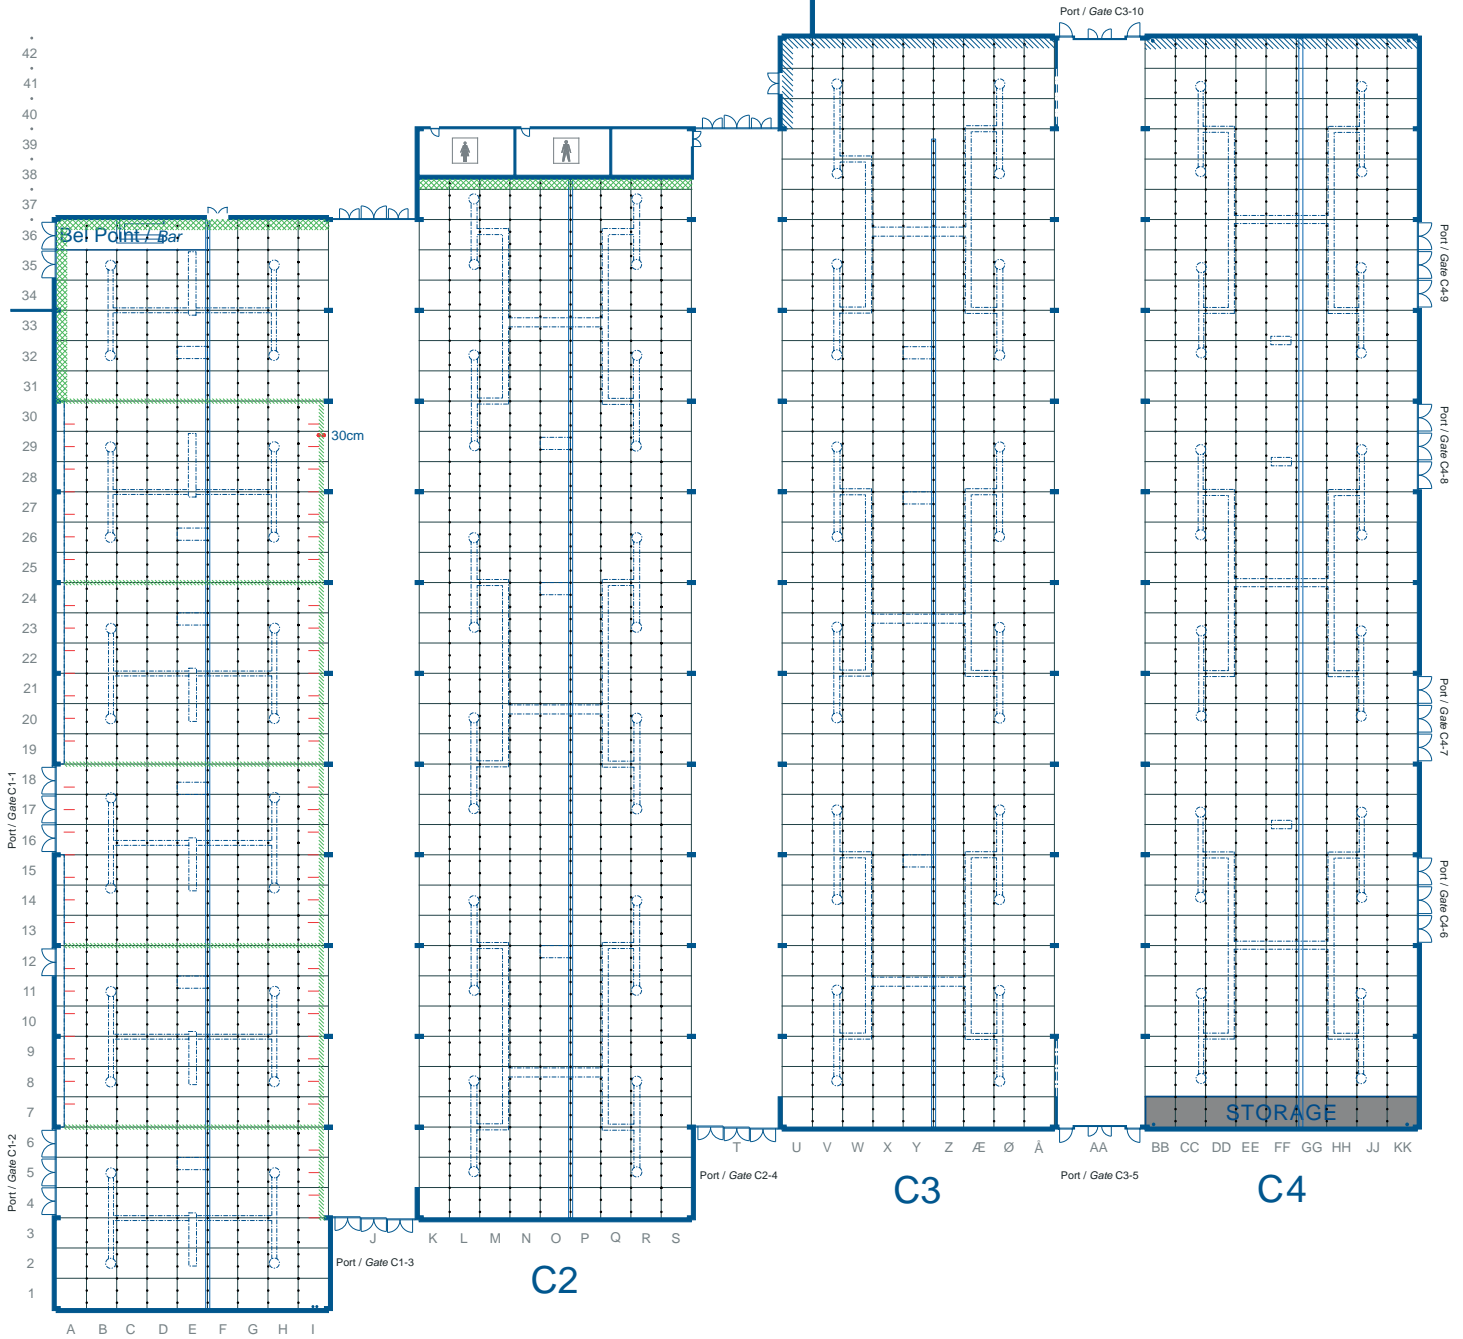 Port / Gate C3-10
42
41
40
39
38
37
36
35
34
33
32
31
30
29
28
27
26
25
24
23
22
21
20
19
18
17
16
15
14
13
12
11
10
9
8
7
6
5
4
3
2
1
Bel Point / Bar
30cm
Port / Gate C1-1
Port / Gate C1-2
Port / Gate C4-9
Port / Gate C4-8
Port / Gate C4-7
Port / Gate C4-6
STORAGE
T U V W X Y Z Æ Ø Å AA BB CC DD EE FF GG HH JJ KK
Port / Gate C2-4
Port / Gate C3-5
C3
C4
J K L M N O P Q R S
Port / Gate C1-3
C2
A B C D E F G H I